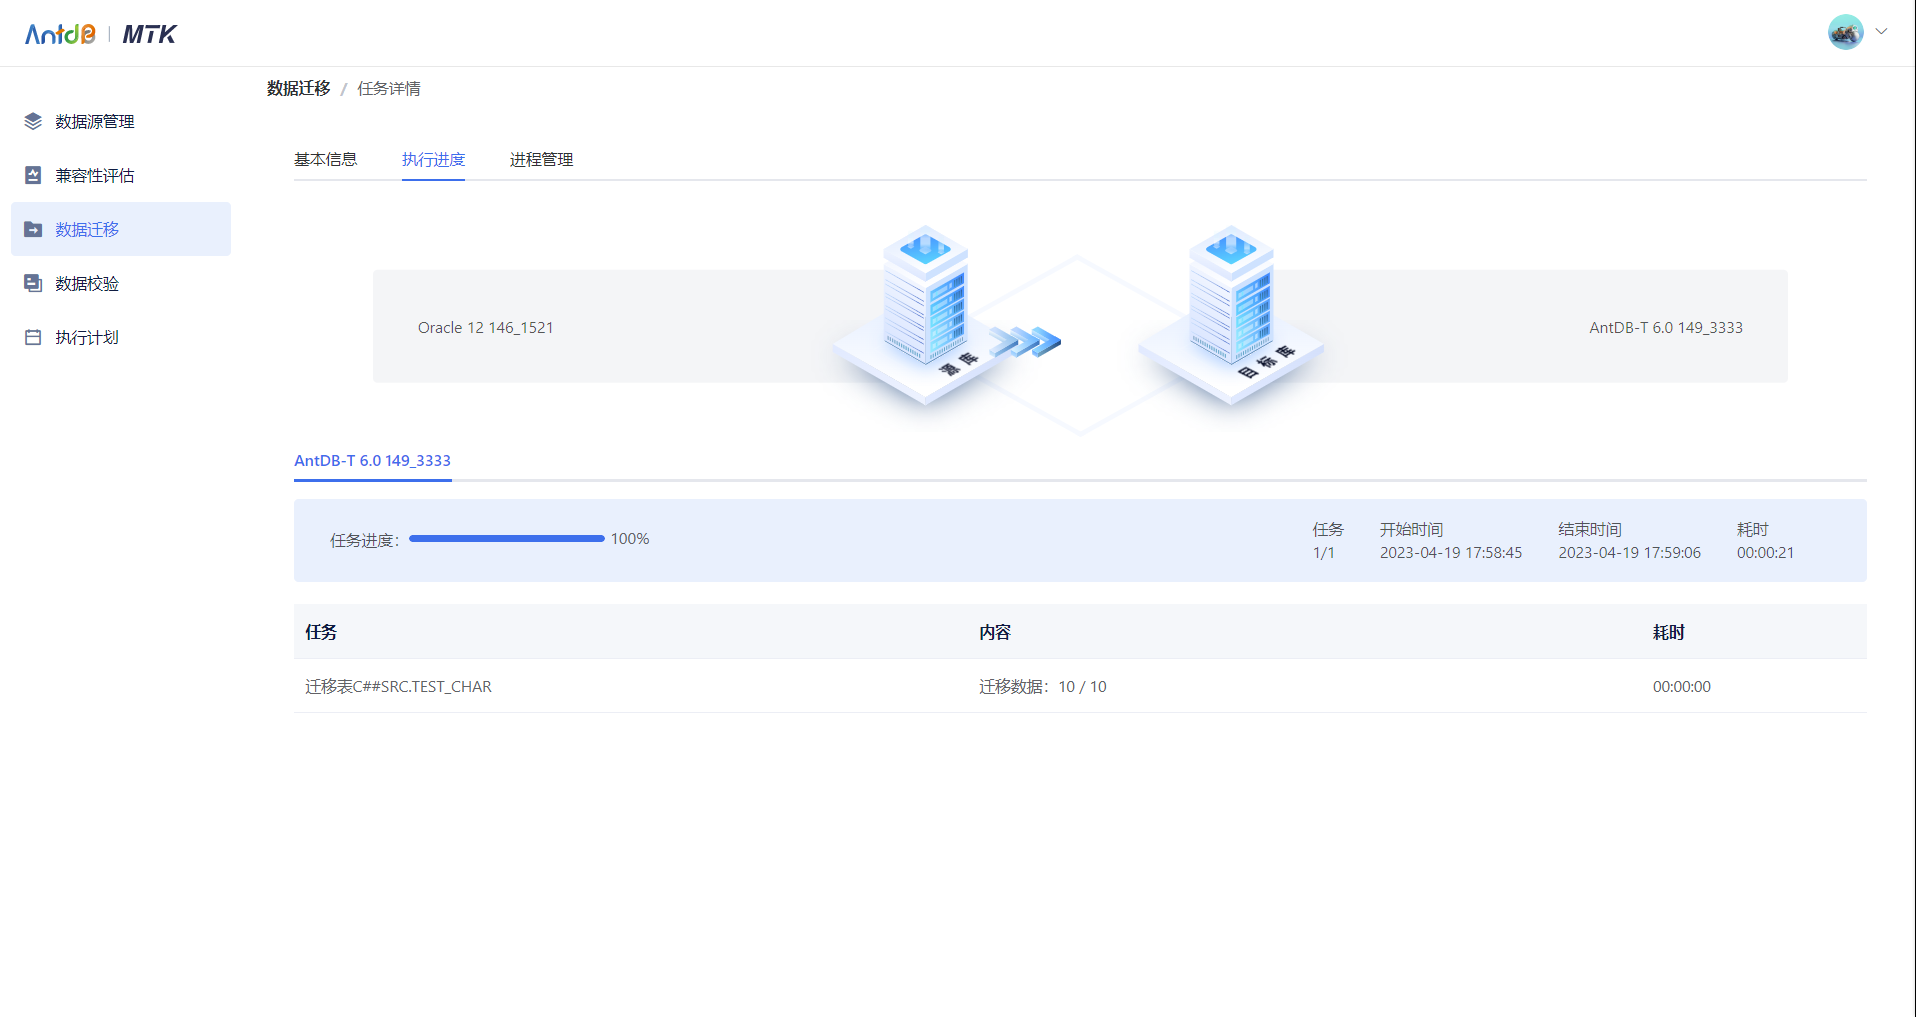 AntDB | MTK
数据源管理
兼容性评估
数据迁移
数据校验
执行计划
数据迁移 / 任务详情
基本信息 执行进度 进程管理
Oracle 12 146_1521
源库
目标库
AntDB-T 6.0 149_3333
AntDB-T 6.0 149_3333
任务进度： 100%
任务 开始时间 结束时间 耗时
1/1 2023-04-19 17:58:45 2023-04-19 17:59:06 00:00:21
任务 内容 耗时
迁移表C##SRC.TEST_CHAR 迁移数据：10 / 10 00:00:00